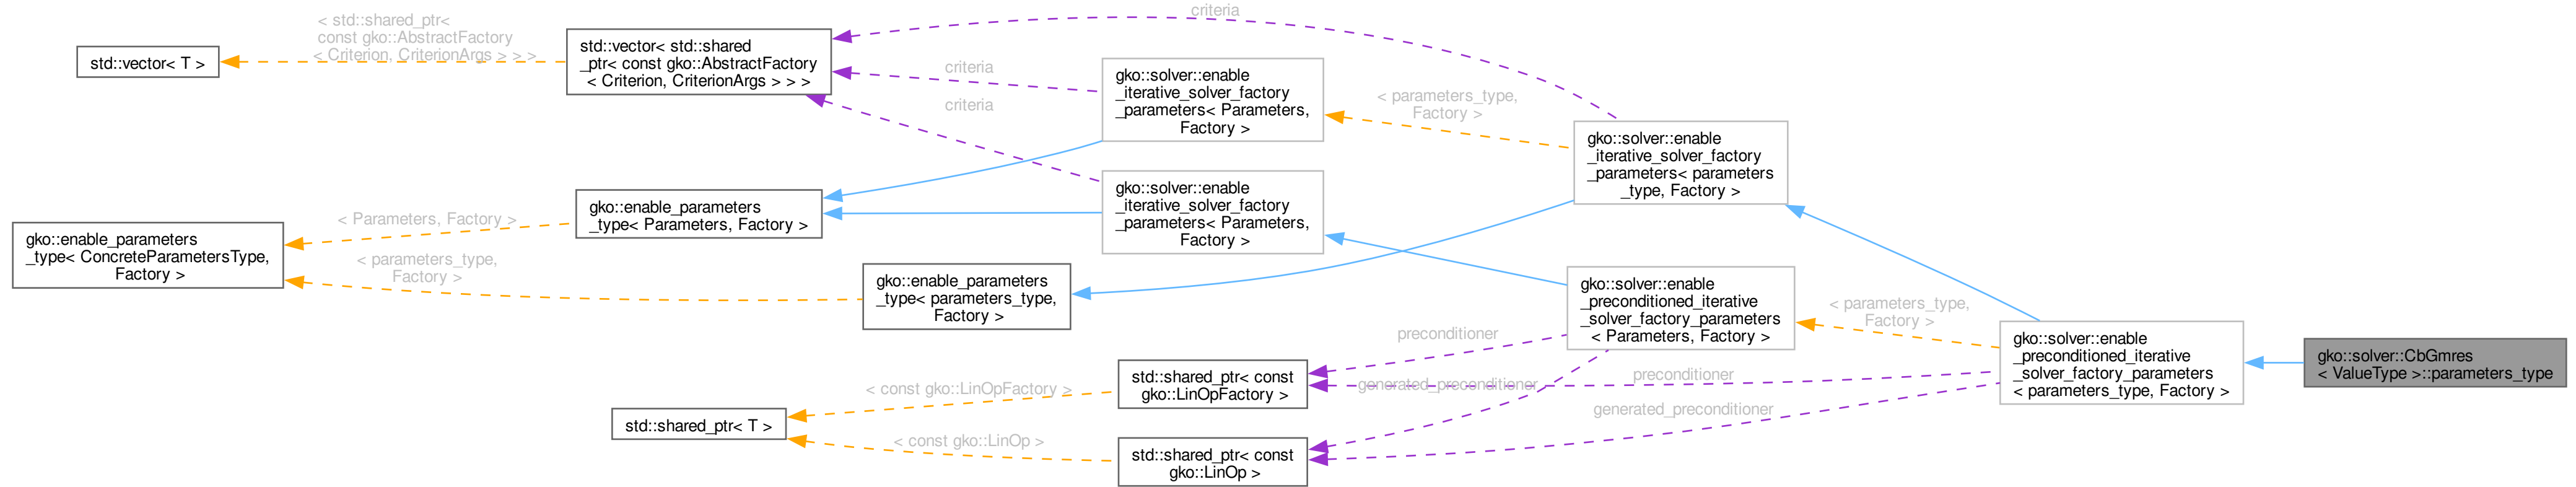 std::vector< T >
< std::shared_ptr<
const gko::AbstractFactory
< Criterion, CriterionArgs > > >
std::vector< std::shared
_ptr< const gko::AbstractFactory
< Criterion, CriterionArgs > > >
criteria
criteria
criteria
gko::solver::enable
_iterative_solver_factory
_parameters< Parameters,
Factory >
< parameters_type,
Factory >
gko::solver::enable
_iterative_solver_factory
_parameters< parameters
_type, Factory >
gko::enable_parameters
_type< ConcreteParametersType,
Factory >
< Parameters, Factory >
< parameters_type,
Factory >
gko::enable_parameters
_type< Parameters, Factory >
gko::solver::enable
_iterative_solver_factory
_parameters< Parameters,
Factory >
gko::enable_parameters
_type< parameters_type,
Factory >
gko::solver::enable
_preconditioned_iterative
_solver_factory_parameters
< Parameters, Factory >
< parameters_type,
Factory >
gko::solver::enable
_preconditioned_iterative
_solver_factory_parameters
< parameters_type, Factory >
gko::solver::CbGmres
< ValueType >::parameters_type
preconditioner
generated_preconditioner
preconditioner
generated_preconditioner
std::shared_ptr< const
gko::LinOpFactory >
< const gko::LinOpFactory >
std::shared_ptr< T >
< const gko::LinOp >
std::shared_ptr< const
gko::LinOp >